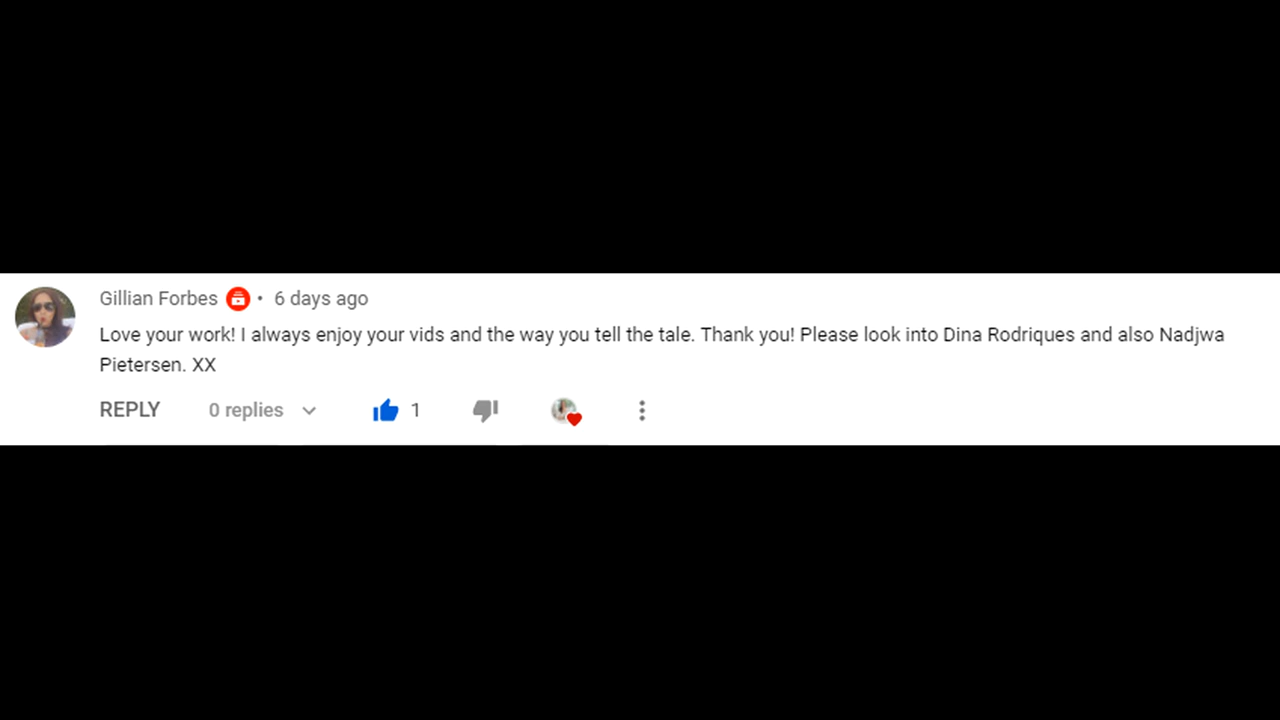 Gillian Forbes • 6 days ago
Love your work! I always enjoy your vids and the way you tell the tale. Thank you! Please look into Dina Rodriques and also Nadjwa
Pietersen. XX
REPLY 0 replies 1